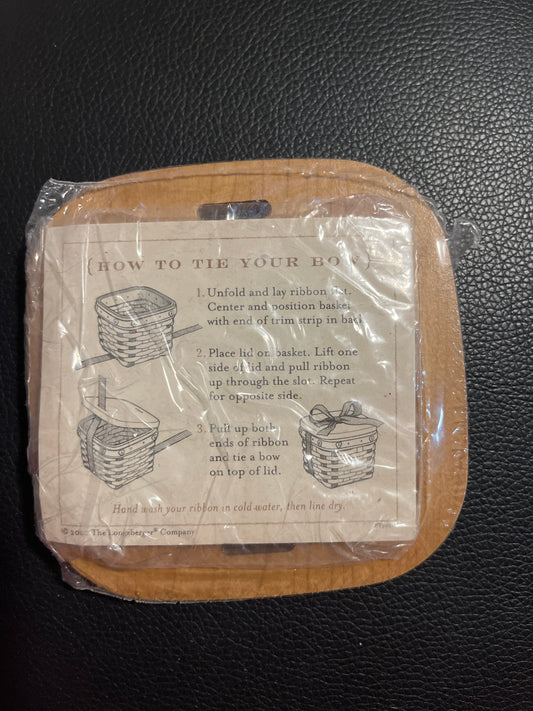 {HOW TO TIE YOUR BOW}
1. Unfold and lay ribbon flat.
Center and position basket
with end of trim strip in back
2. Place lid on basket. Lift one
side of lid and pull ribbon
up through the slot. Repeat
for opposite side.
3. Pull up both
ends of ribbon
and tie a bow
on top of lid.
Hand wash your ribbon in cold water, then line dry.
© The Longaberger® Company